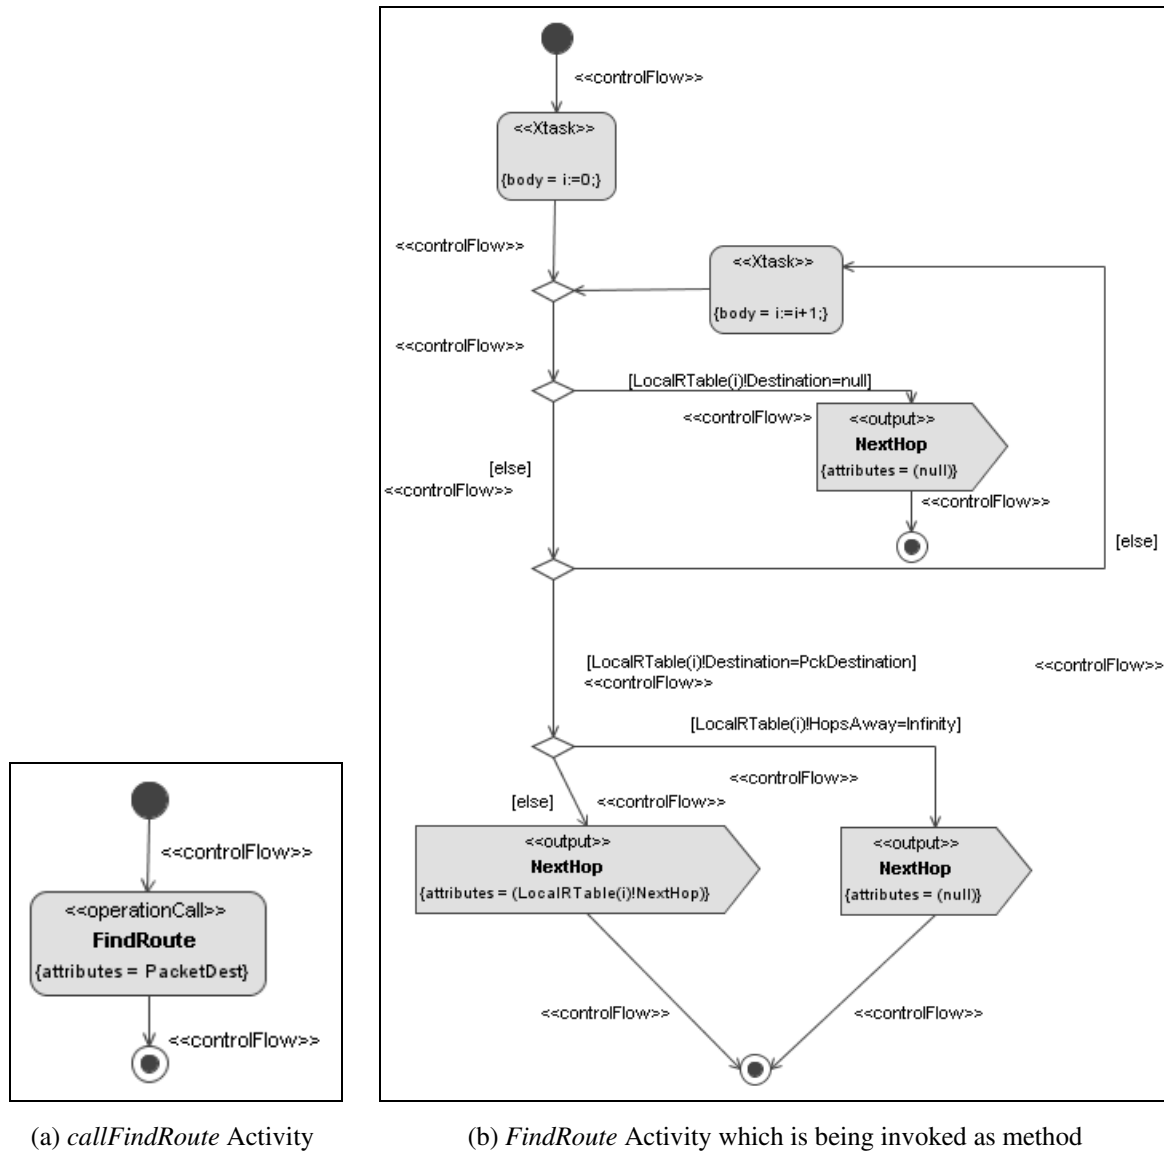 <<controlFlow>>
<<Xtask>>
{body = i:=0;}
<<controlFlow>>
<<Xtask>>
{body = i:=i+1;}
<<controlFlow>>
[LocalRTable(i)!Destination=null]
<<controlFlow>>
<<output>>
NextHop
{attributes = (null)}
[else]
<<controlFlow>>
<<controlFlow>>
[else]
[LocalRTable(i)!Destination=PckDestination]
<<controlFlow>>
<<controlFlow>>
[LocalRTable(i)!HopsAway=Infinity]
<<controlFlow>>
[else]
<<controlFlow>>
<<output>>
NextHop
{attributes = (LocalRTable(i)!NextHop)}
<<output>>
NextHop
{attributes = (null)}
<<controlFlow>>
<<controlFlow>>
<<controlFlow>>
<<operationCall>>
FindRoute
{attributes = PacketDest}
<<controlFlow>>
(a) callFindRoute Activity
(b) FindRoute Activity which is being invoked as method